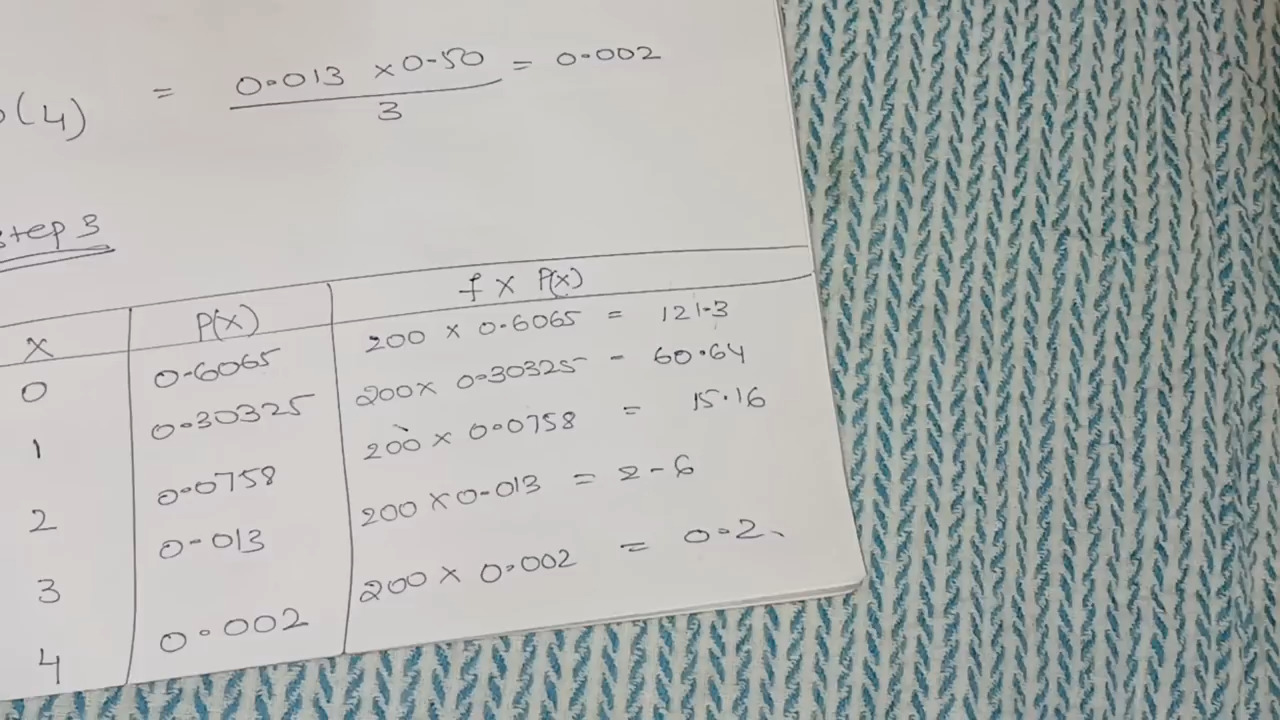 (4) = 0.013 × 0.50 / 3 = 0.002
Step 3
X P(X) f × P(X)
0 0.6065 200 × 0.6065 = 121.3
1 0.30325 200 × 0.30325 - 60.64
2 0.0758 200 × 0.0758 = 15.16
3 0.013 200 × 0.013 = 2-6
4 0.002 200 × 0.002 = 0.2